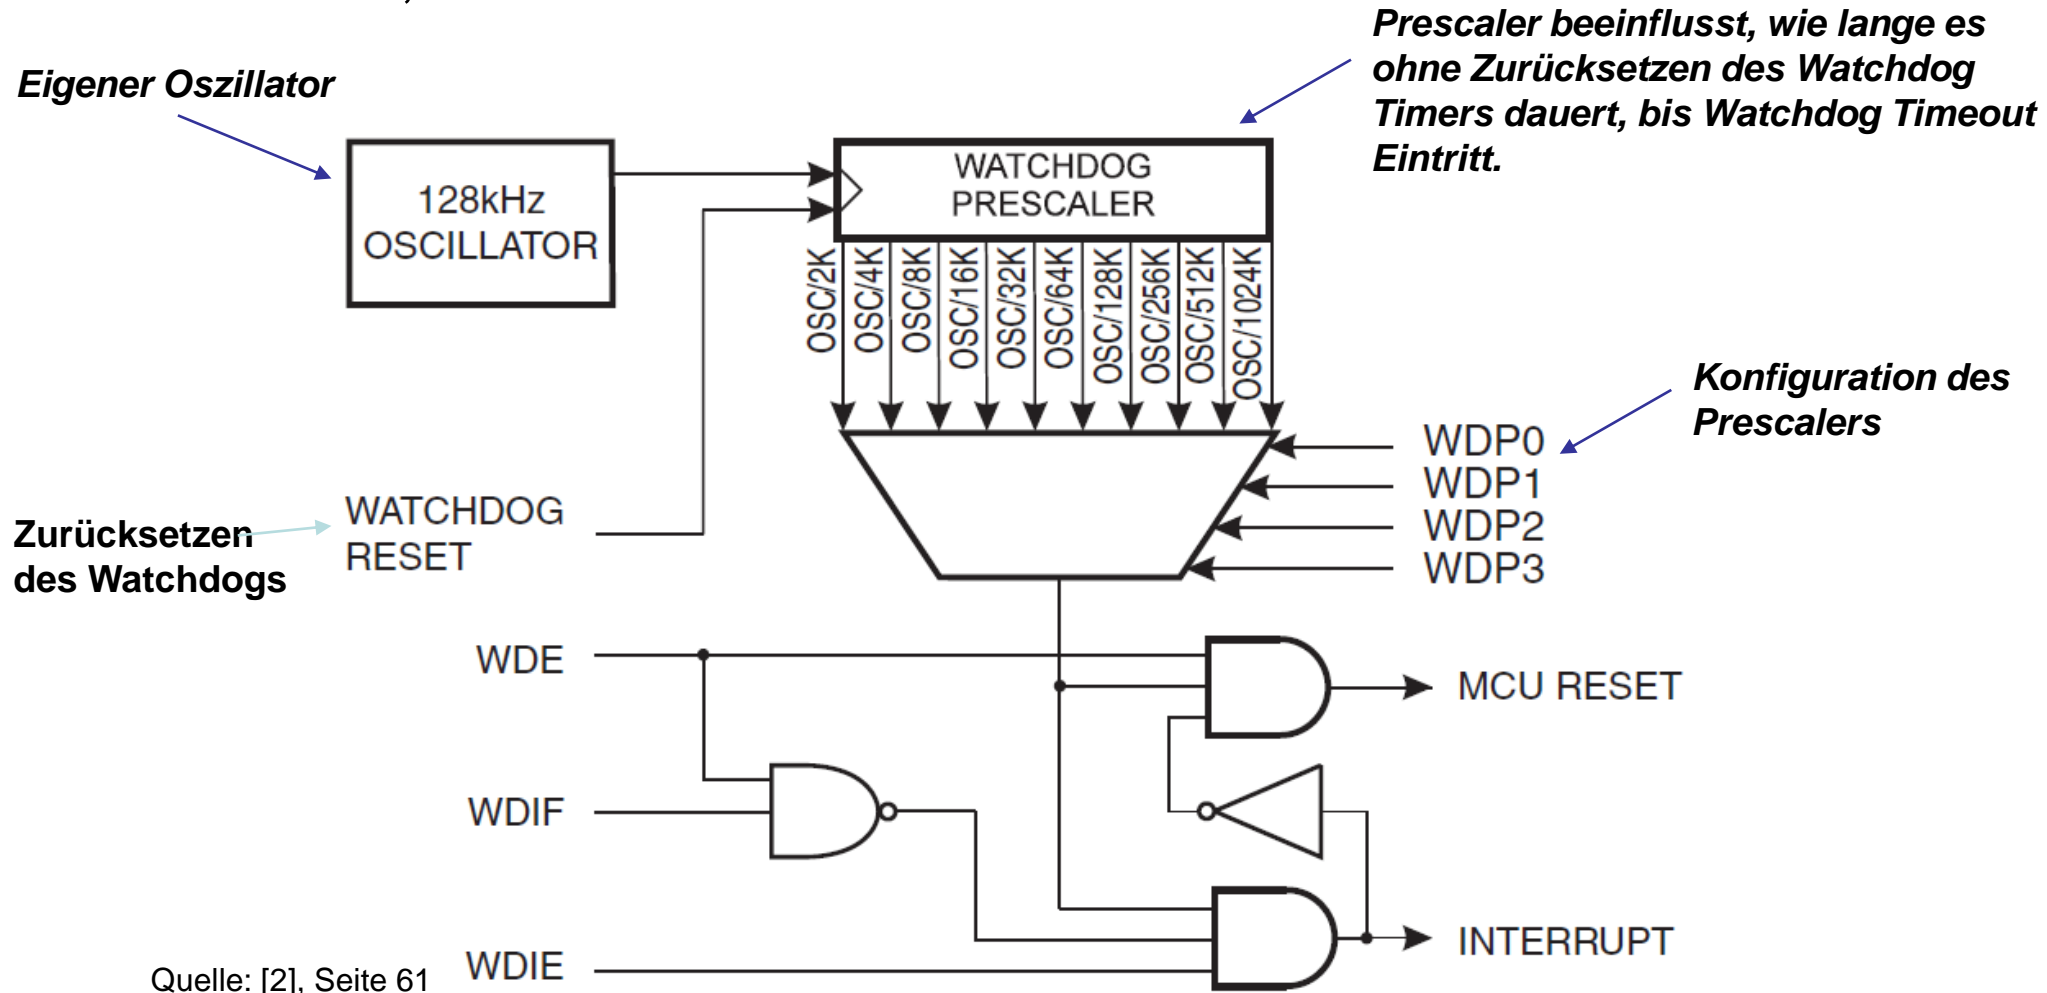 Prescaler beeinflusst, wie lange es
ohne Zurücksetzen des Watchdog
Timers dauert, bis Watchdog Timeout
Eintritt.
Eigener Oszillator
128kHz
OSCILLATOR
WATCHDOG
PRESCALER
OSC/2K
OSC/4K
OSC/8K
OSC/16K
OSC/32K
OSC/64K
OSC/128K
OSC/256K
OSC/512K
OSC/1024K
Konfiguration des
Prescalers
WDP0
WDP1
WDP2
WDP3
Zurücksetzen
des Watchdogs
WATCHDOG
RESET
WDE
MCU RESET
WDIF
INTERRUPT
WDIE
Quelle: [2], Seite 61